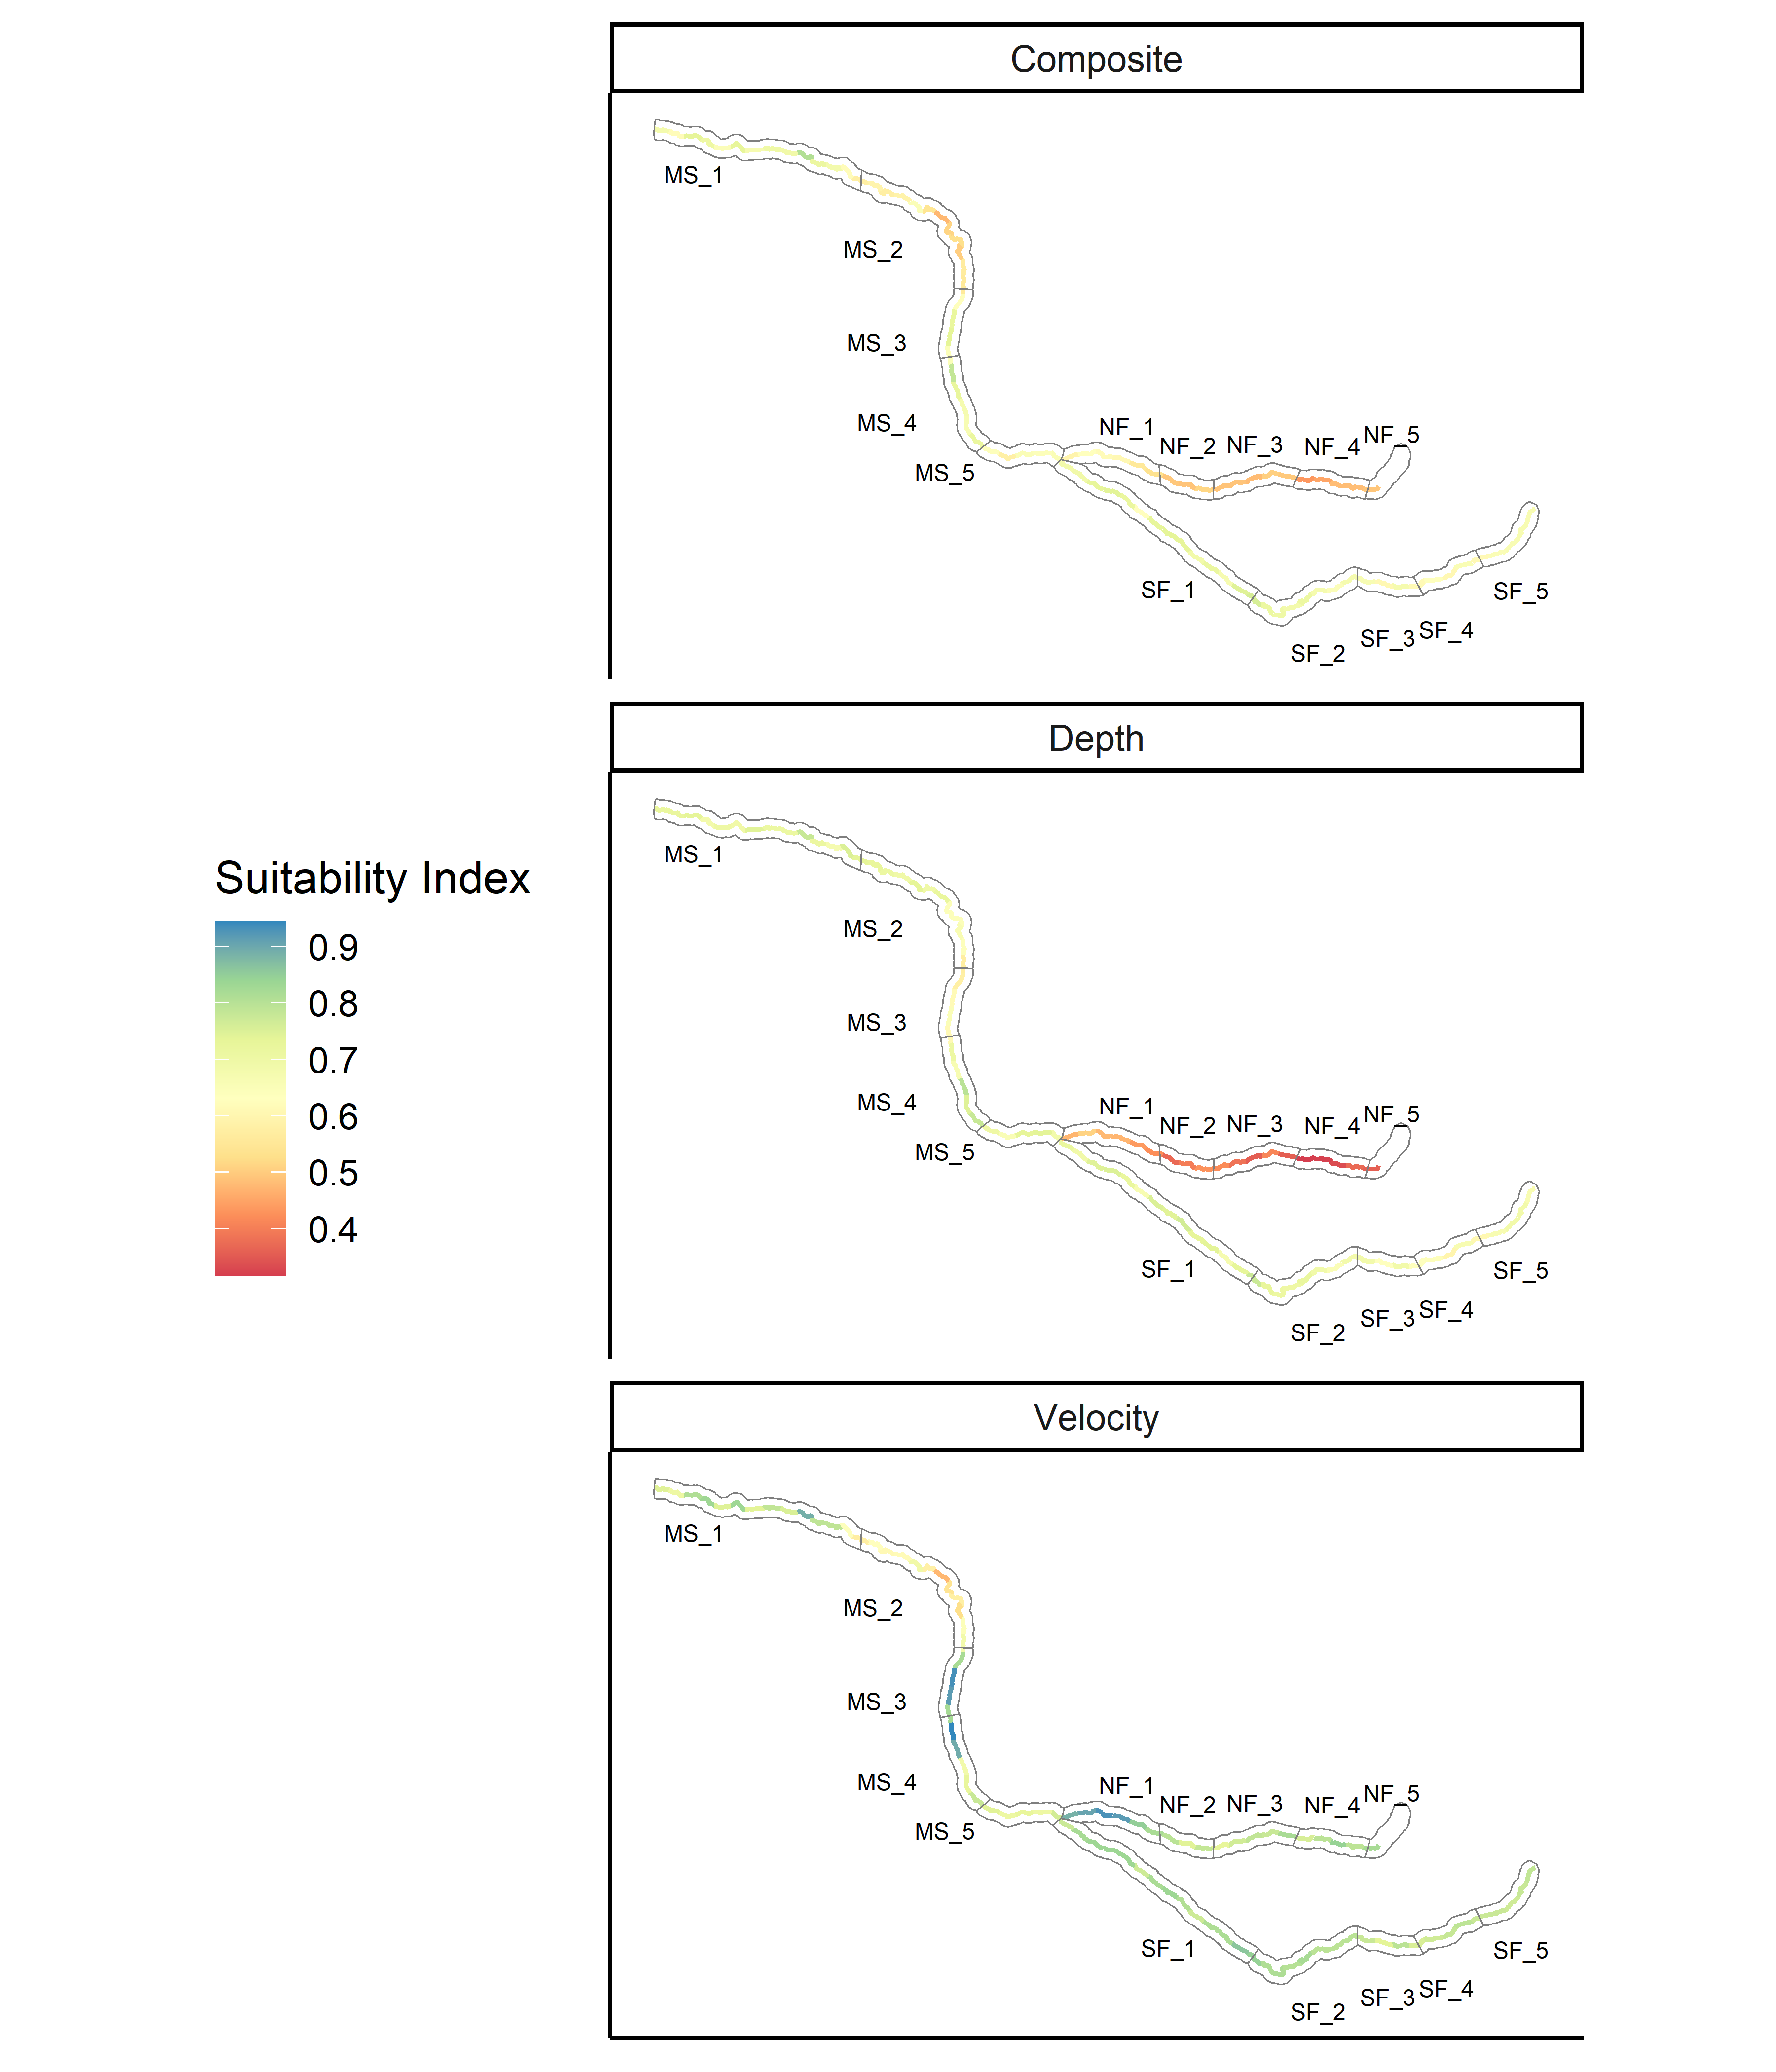 Composite
MS_1
MS_2
MS_3
MS_4
MS_5
NF_1
NF_2
NF_3
NF_4
NF_5
SF_1
SF_2
SF_3
SF_4
SF_5
Depth
MS_1
MS_2
MS_3
MS_4
MS_5
NF_1
NF_2
NF_3
NF_4
NF_5
SF_1
SF_2
SF_3
SF_4
SF_5
Suitability Index
0.9
0.8
0.7
0.6
0.5
0.4
Velocity
MS_1
MS_2
MS_3
MS_4
MS_5
NF_1
NF_2
NF_3
NF_4
NF_5
SF_1
SF_2
SF_3
SF_4
SF_5